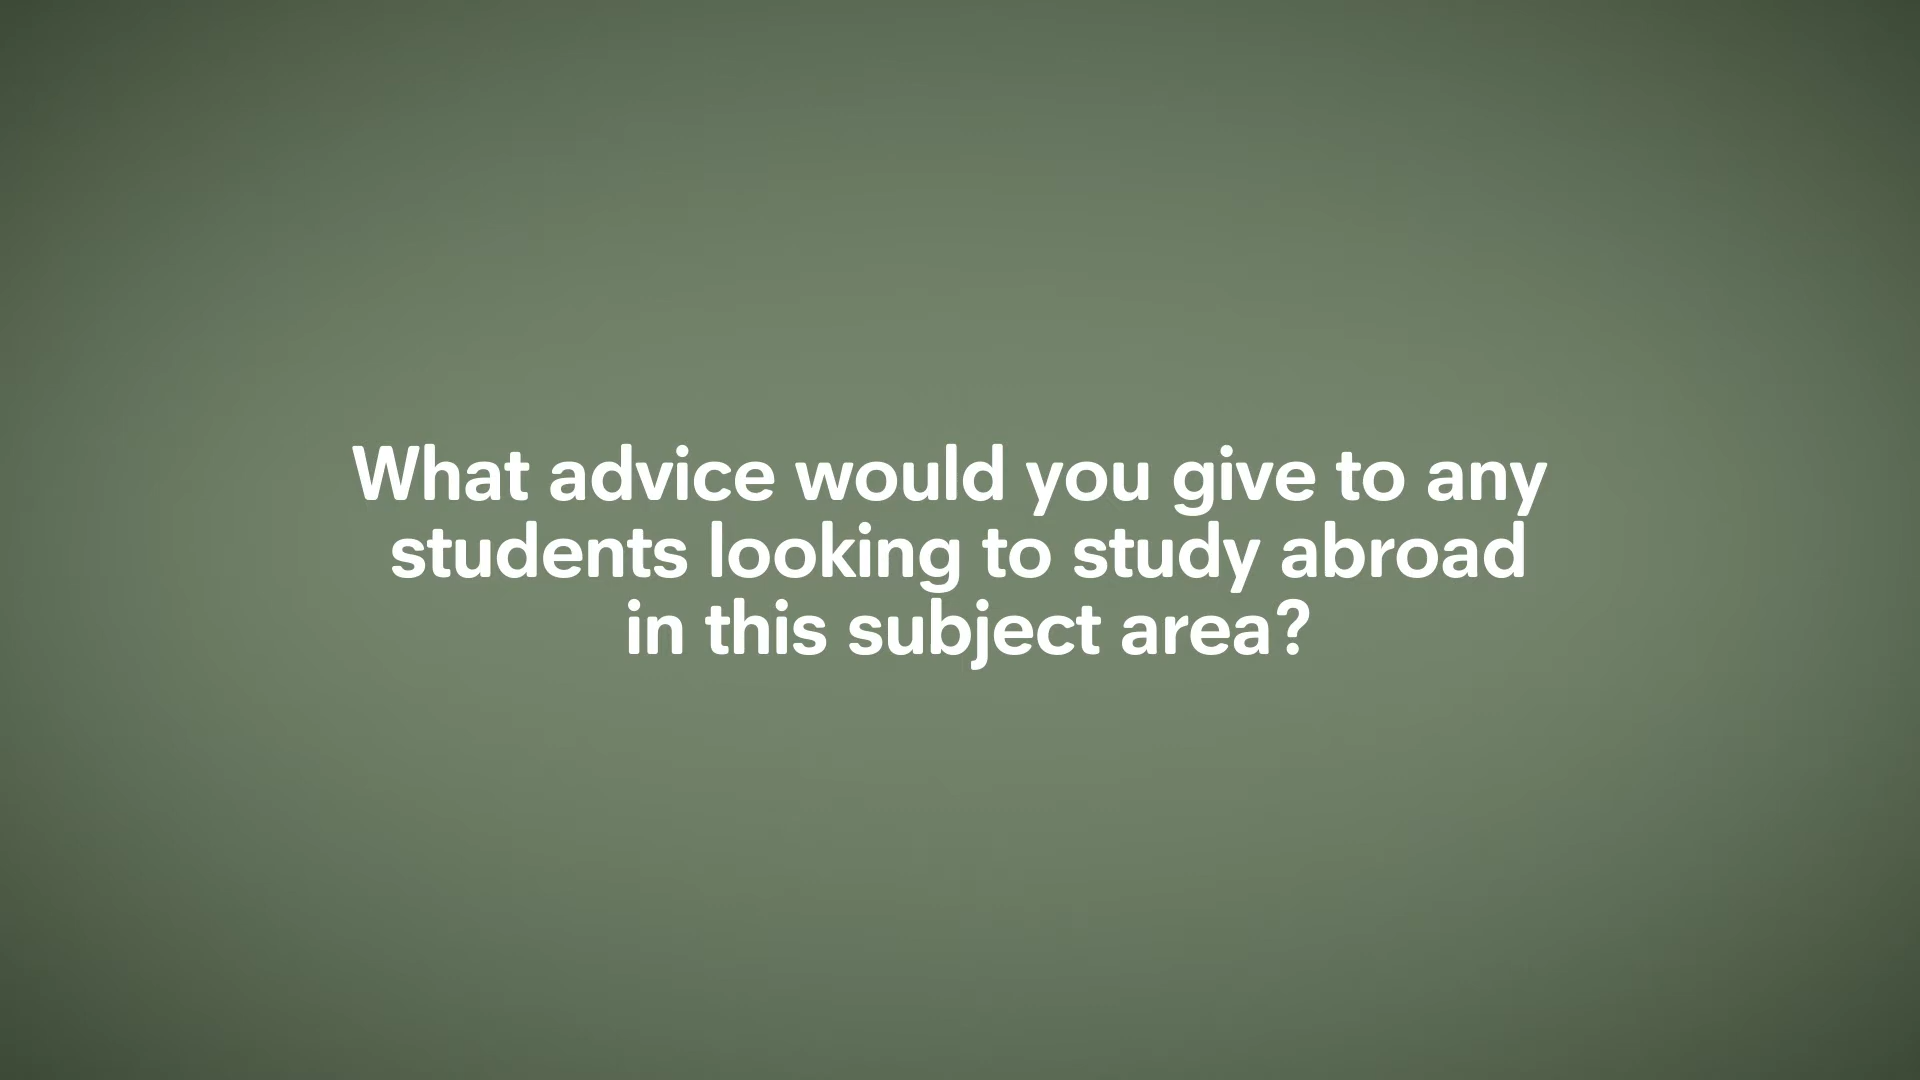 What advice would you give to any
students looking to study abroad
in this subject area?